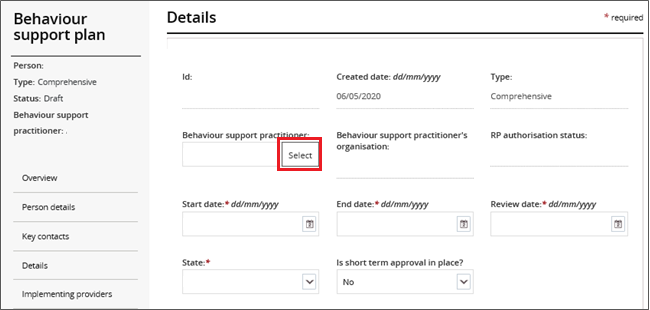 Behaviour
support plan
Person:
Type: Comprehensive
Status: Draft
Behaviour support
practitioner: .
Overview
Person details
Key contacts
Details
Implementing providers
Details
* required
Id:
Created date: dd/mm/yyyy
Type:
06/05/2020
Comprehensive
Behaviour support practitioner:
Behaviour support practitioner's
organisation:
RP authorisation status:
Select
Start date:* dd/mm/yyyy
End date:* dd/mm/yyyy
Review date:* dd/mm/yyyy
State:*
Is short term approval in place?
No